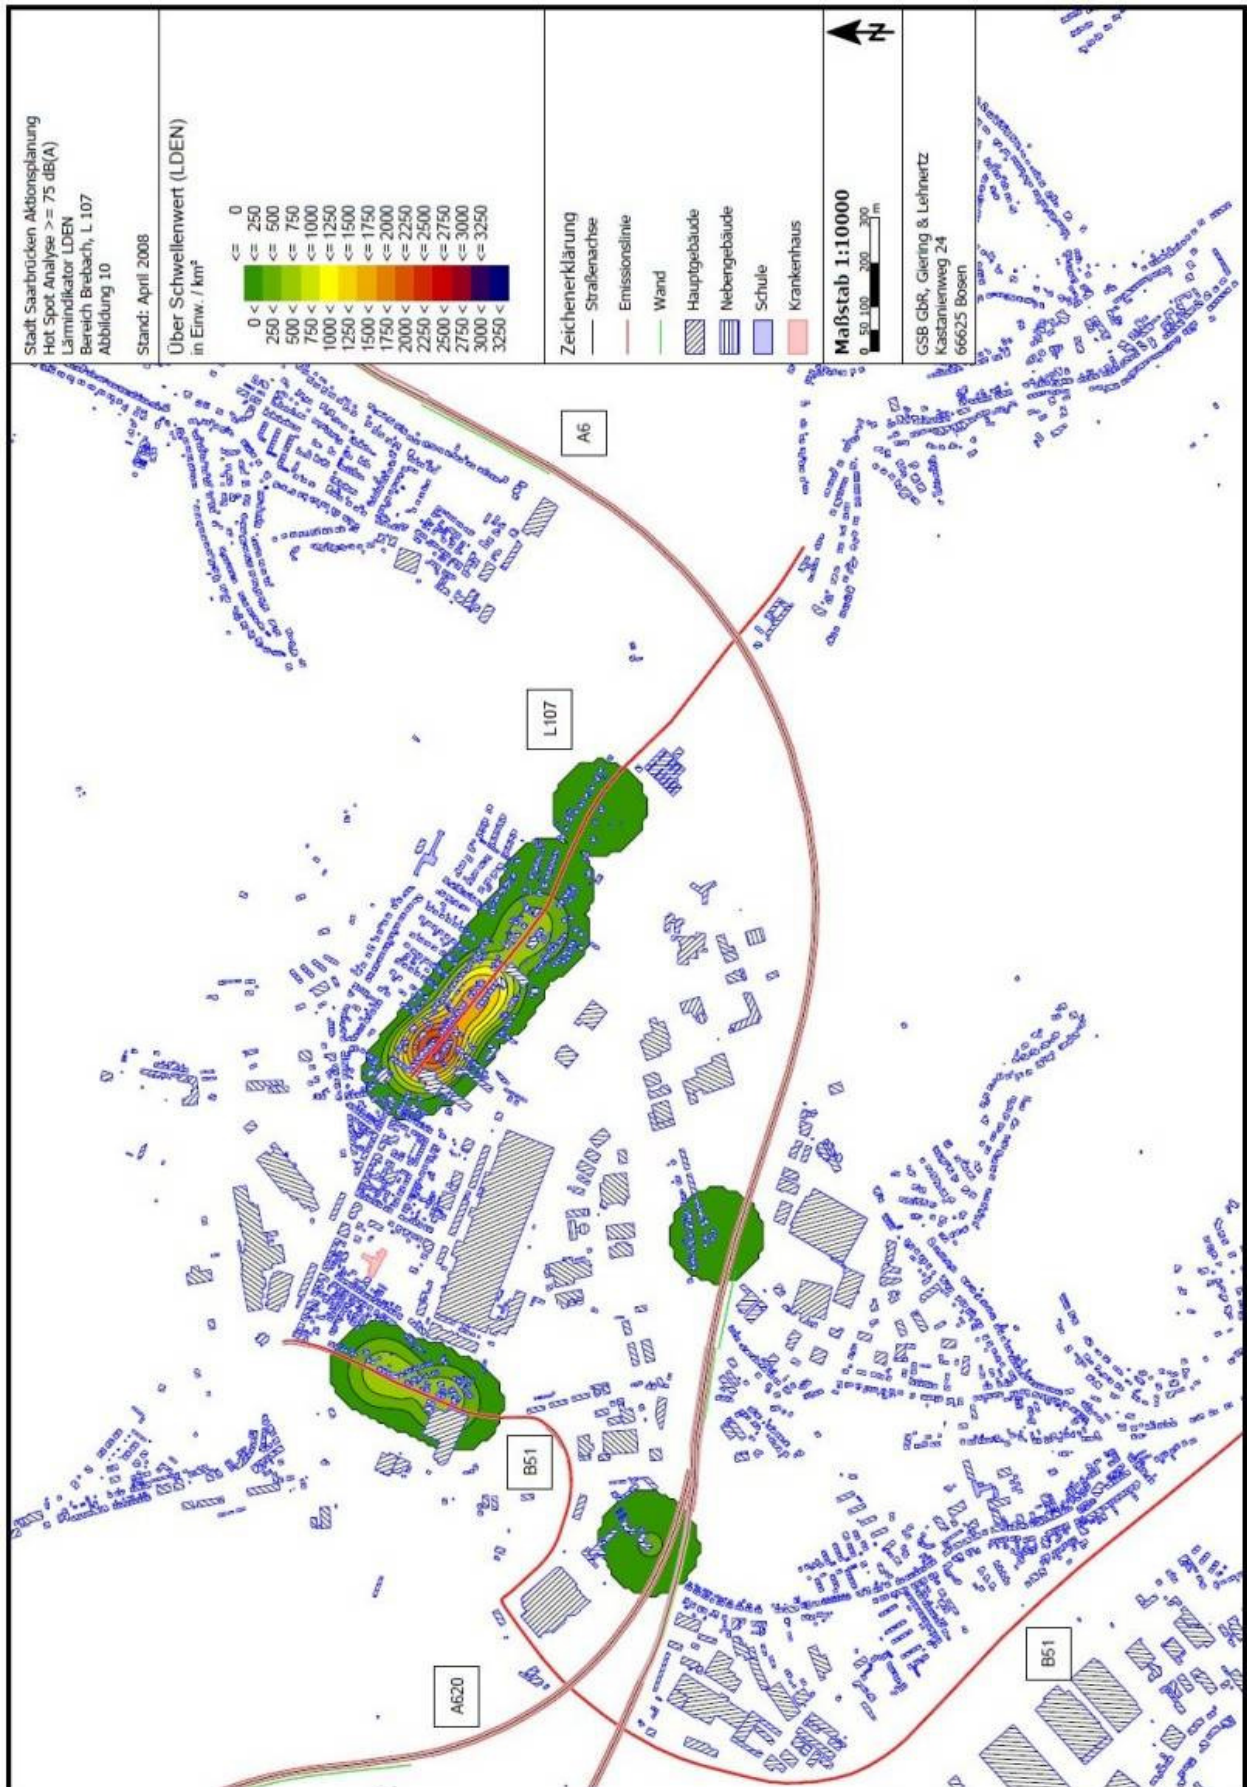 Stadt Saarbrücken Aktionsplanung
Hot Spot Analyse >= 75 dB(A)
Lärmindikator LDEN
Bereich Brebach, L 107
Abbildung 10
Stand: April 2008
Über Schwellenwert (LDEN)
in Einw. / km²
<= 0
0 < <= 250
250 < <= 500
500 < <= 750
750 < <= 1000
1000 < <= 1250
1250 < <= 1500
1500 < <= 1750
1750 < <= 2000
2000 < <= 2250
2250 < <= 2500
2500 < <= 2750
2750 < <= 3000
3000 < <= 3250
3250 <
Zeichenerklärung
Straßenachse
Emissionslinie
Wand
Hauptgebäude
Nebengebäude
Schule
Krankenhaus
Maßstab 1:10000
0 50 100 200 300
m
N
GSB GbR, Giering & Lehnertz
Kastanienweg 24
66625 Bosen
A6
L107
B51
A620
B51